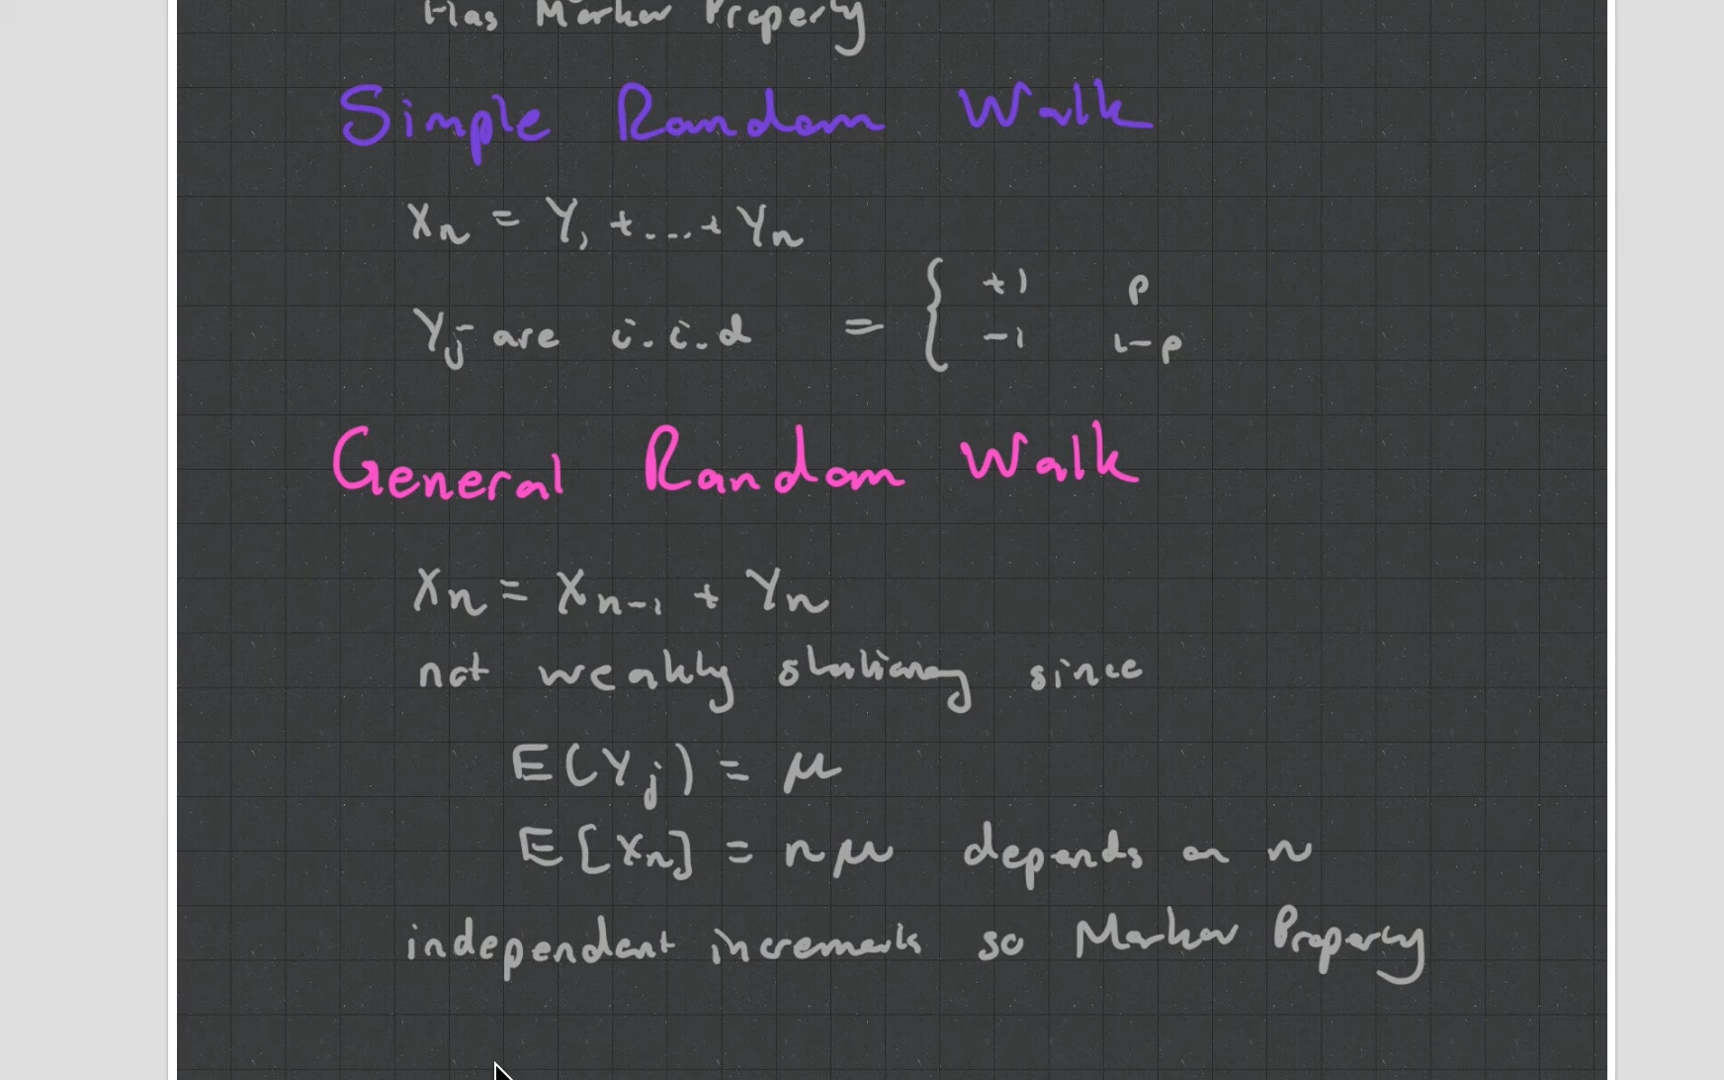 Has Markov Property
Simple Random Walk
Xn = Y1 + ... + Yn
Yj are i.i.d = { +1 p
-1 1-p
General Random Walk
Xn = Xn-1 + Yn
not weakly stationary since
E(Yj) = μ
E[Xn] = nμ depends on n
independent increments so Markov Property